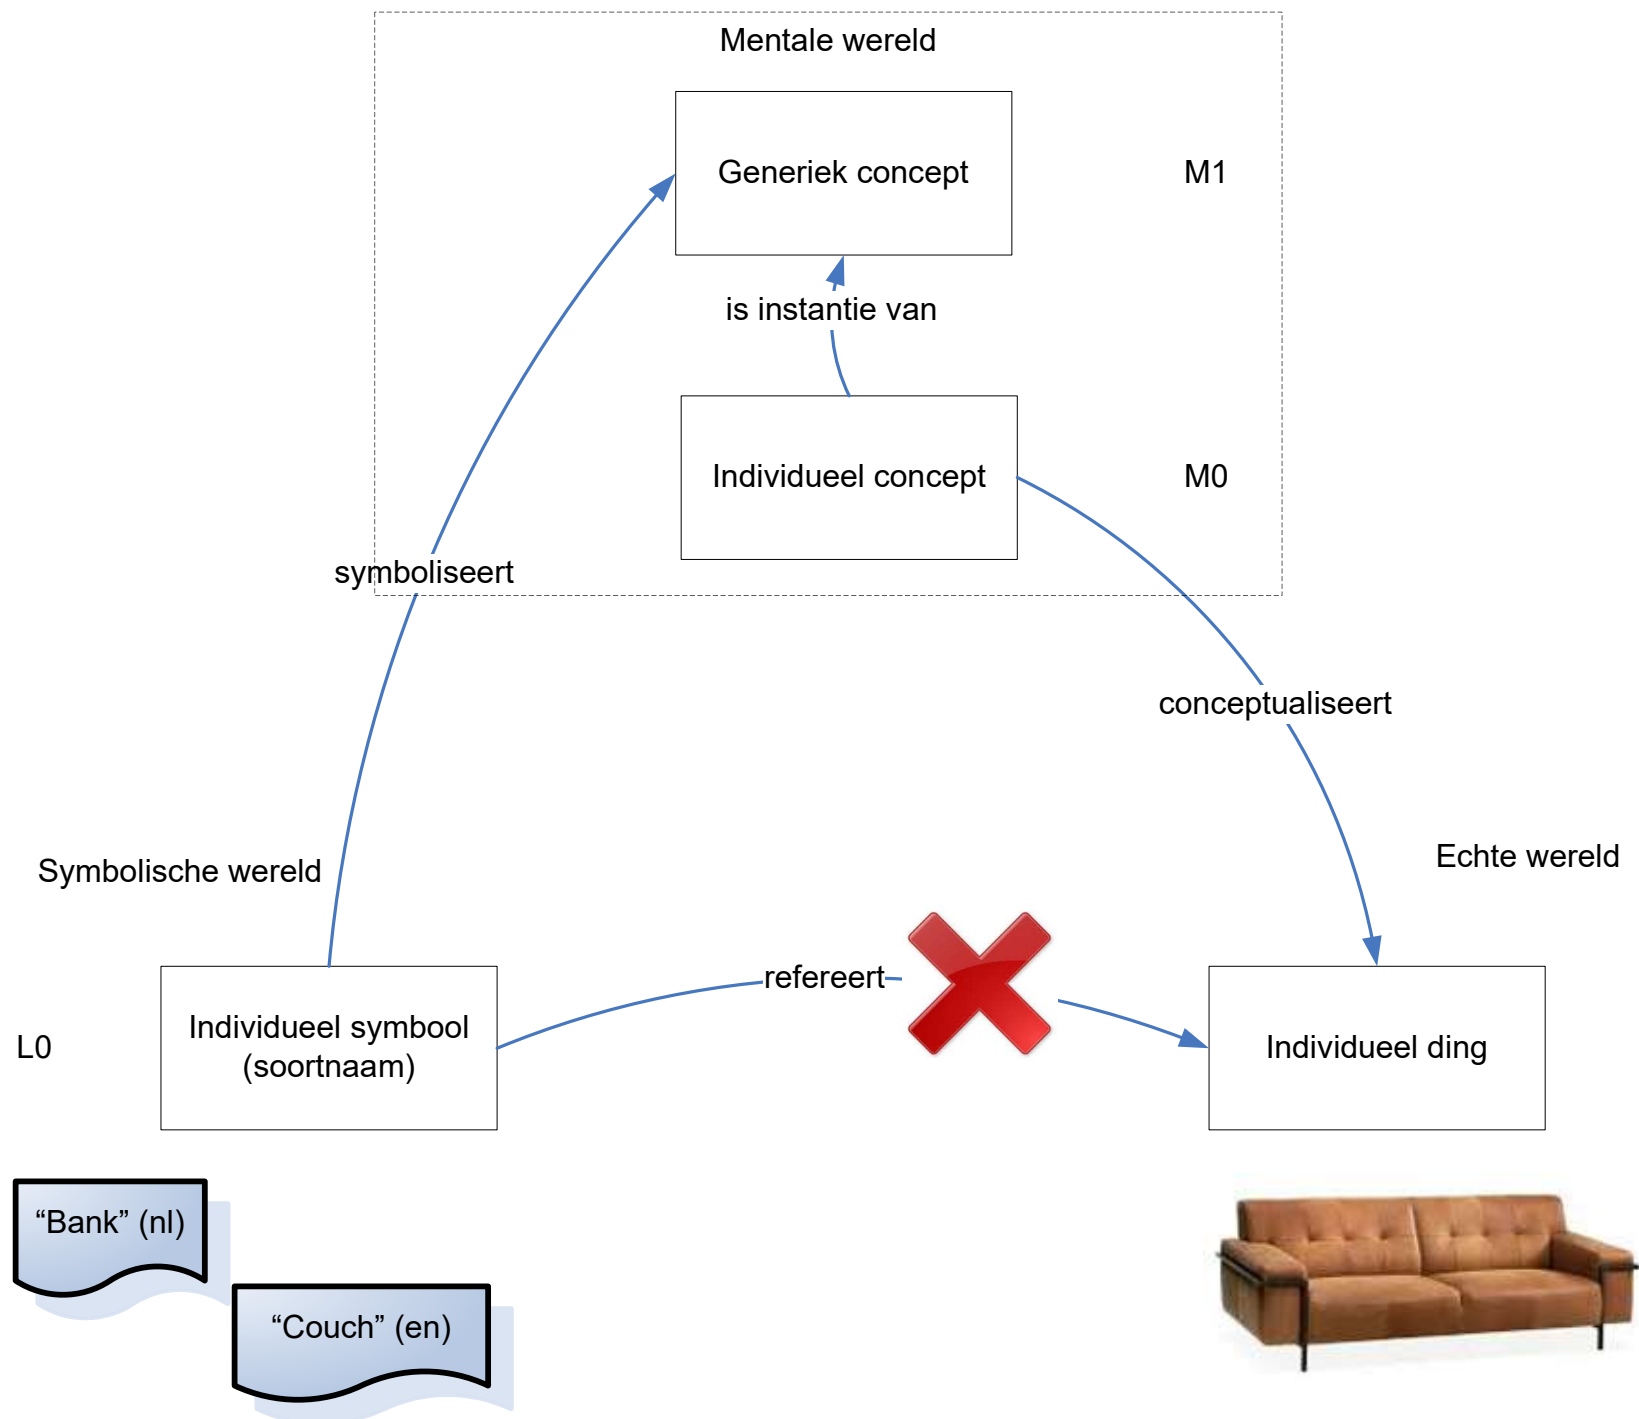 Mentale wereld
Generiek concept
M1
is instantie van
Individueel concept
M0
symboliseert
conceptualiseert
Symbolische wereld
Echte wereld
refereert
L0
Individueel symbool
(soortnaam)
Individueel ding
“Bank” (nl)
“Couch” (en)